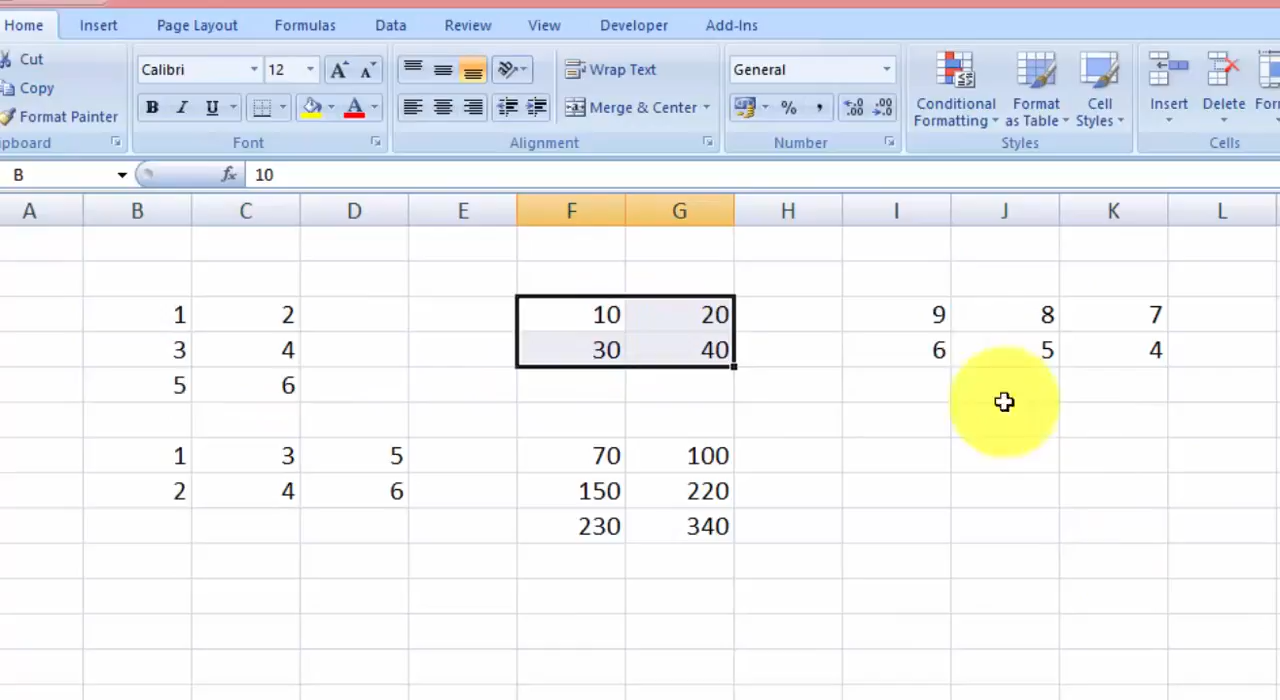 Home Insert Page Layout Formulas Data Review View Developer Add-Ins
Cut
Calibri 12 A A Wrap Text General
Copy
Format Painter
B I U A Merge & Center % , .00 .00
Conditional Formatting Format as Table Cell Styles Insert Delete
Font Alignment Number Styles Cells
B fx 10
A B C D E F G H I J K L
1 2 10 20 9 8 7
3 4 30 40 6 5 4
5 6
1 3 5 70 100
2 4 6 150 220
230 340